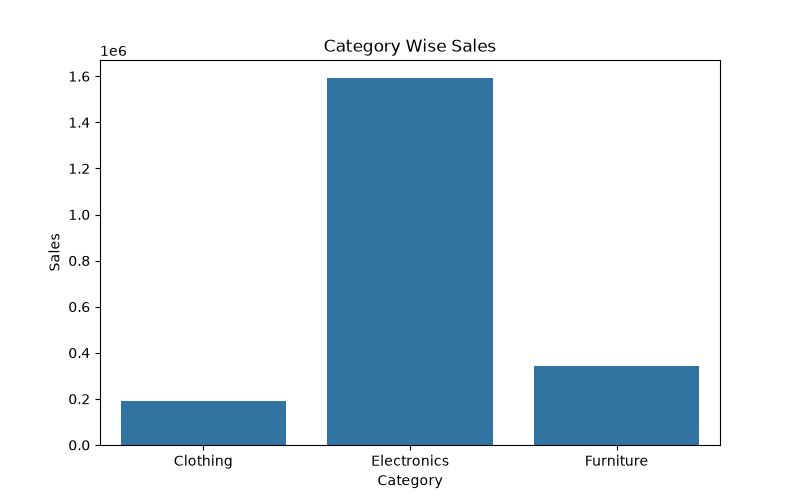 Category Wise Sales
1e6
1.6
1.4
1.2
1.0
0.8
0.6
0.4
0.2
0.0
Sales
Clothing Electronics Furniture
Category